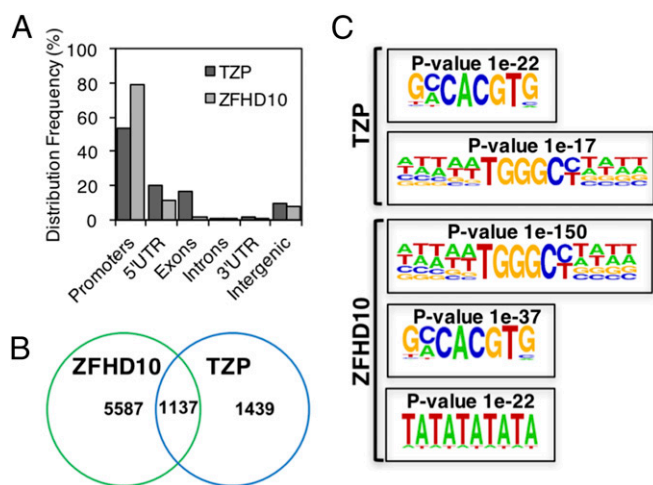 A
Distribution Frequency (%)
100
80
60
40
20
0
TZP
ZFHD10
Promoters
5'UTR
Exons
Introns
3'UTR
Intergenic
B
ZFHD10
TZP
5587
1137
1439
C
TZP
P-value 1e-22
CACGTG
P-value 1e-17
TGGGC
ZFHD10
P-value 1e-150
TGGGC
P-value 1e-37
CACGTG
P-value 1e-22
TATATATATA